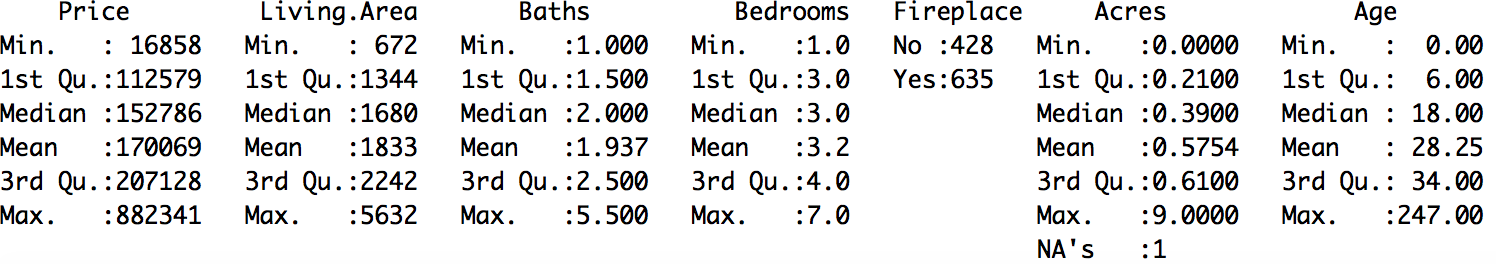 Price Living.Area Baths Bedrooms Fireplace Acres Age
Min.   : 16858 Min.   : 672 Min.   :1.000 Min.   :1.0 No :428 Min.   :0.0000 Min.   :  0.00
1st Qu.:112579 1st Qu.:1344 1st Qu.:1.500 1st Qu.:3.0 Yes:635 1st Qu.:0.2100 1st Qu.:  6.00
Median :152786 Median :1680 Median :2.000 Median :3.0 Median :0.3900 Median : 18.00
Mean   :170069 Mean   :1833 Mean   :1.937 Mean   :3.2 Mean   :0.5754 Mean   : 28.25
3rd Qu.:207128 3rd Qu.:2242 3rd Qu.:2.500 3rd Qu.:4.0 3rd Qu.:0.6100 3rd Qu.: 34.00
Max.   :882341 Max.   :5632 Max.   :5.500 Max.   :7.0 Max.   :9.0000 Max.   :247.00
NA's   :1